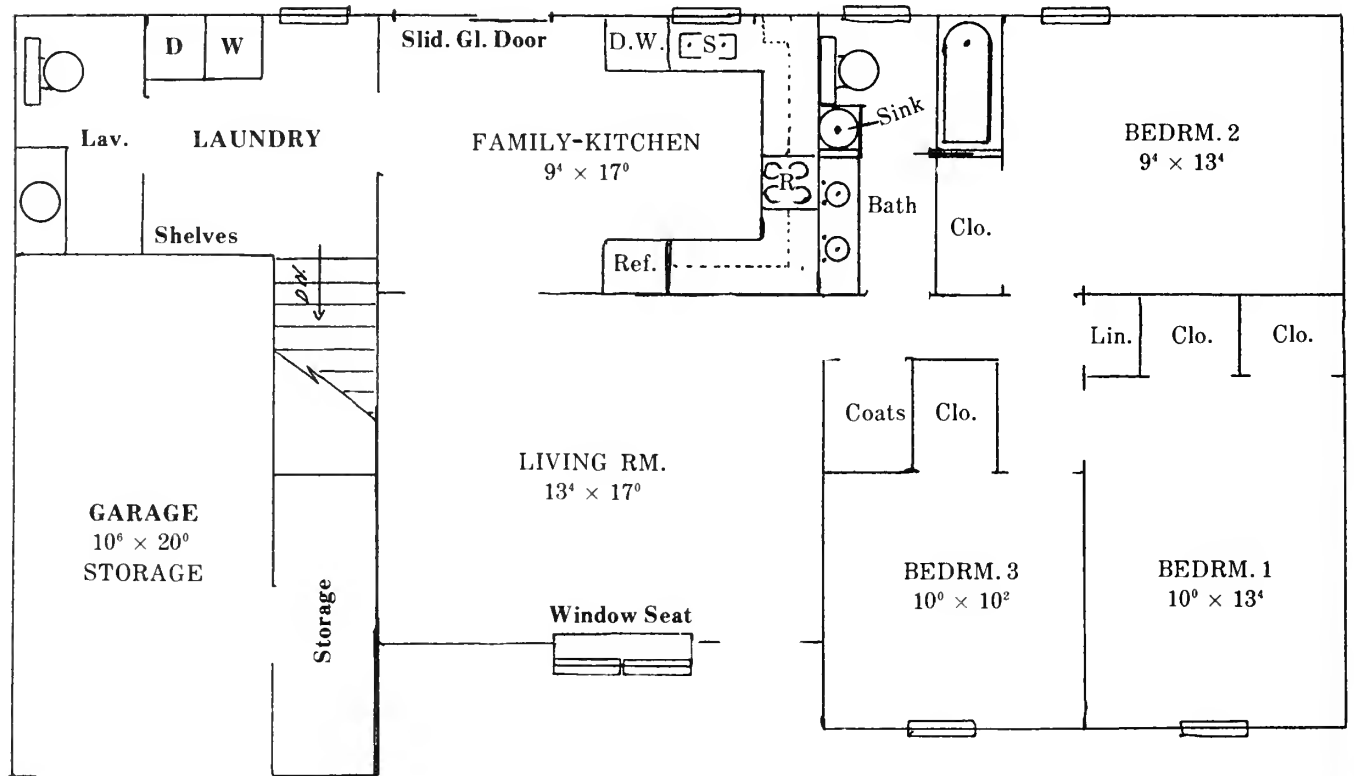 D W
Slid. Gl. Door
D.W.
S
Lav.
LAUNDRY
FAMILY-KITCHEN
9⁴ × 17⁰
Sink
BEDRM. 2
9⁴ × 13⁴
R
Bath
Clo.
Shelves
Ref.
DN
Lin.
Clo.
Clo.
Coats
Clo.
LIVING RM.
13⁴ × 17⁰
GARAGE
10⁶ × 20⁰
STORAGE
Storage
Window Seat
BEDRM. 3
10⁰ × 10²
BEDRM. 1
10⁰ × 13⁴